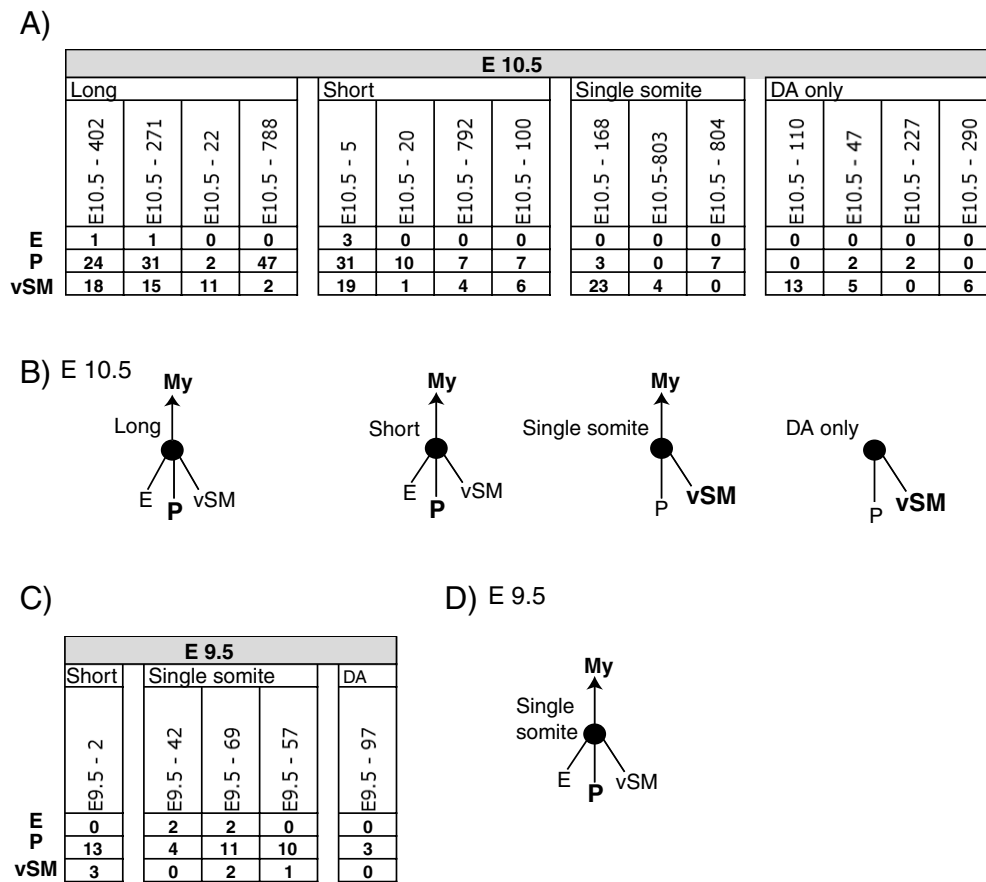 A)
E 10.5
Long Short Single somite DA only
E10.5 - 402 E10.5 - 271 E10.5 - 22 E10.5 - 788 E10.5 - 5 E10.5 - 20 E10.5 - 792 E10.5 - 100 E10.5 - 168 E10.5-803 E10.5 - 804 E10.5 - 110 E10.5 - 47 E10.5 - 227 E10.5 - 290
E 1 1 0 0 3 0 0 0 0 0 0 0 0 0 0
P 24 31 2 47 31 10 7 7 3 0 7 0 2 2 0
vSM 18 15 11 2 19 1 4 6 23 4 0 13 5 0 6
B) E 10.5
My My My
Long Short Single somite DA only
E P vSM E P vSM P vSM P vSM
C)
E 9.5
Short Single somite DA
E9.5 - 2 E9.5 - 42 E9.5 - 69 E9.5 - 57 E9.5 - 97
E 0 2 2 0 0
P 13 4 11 10 3
vSM 3 0 2 1 0
D) E 9.5
My
Single
somite
E P vSM